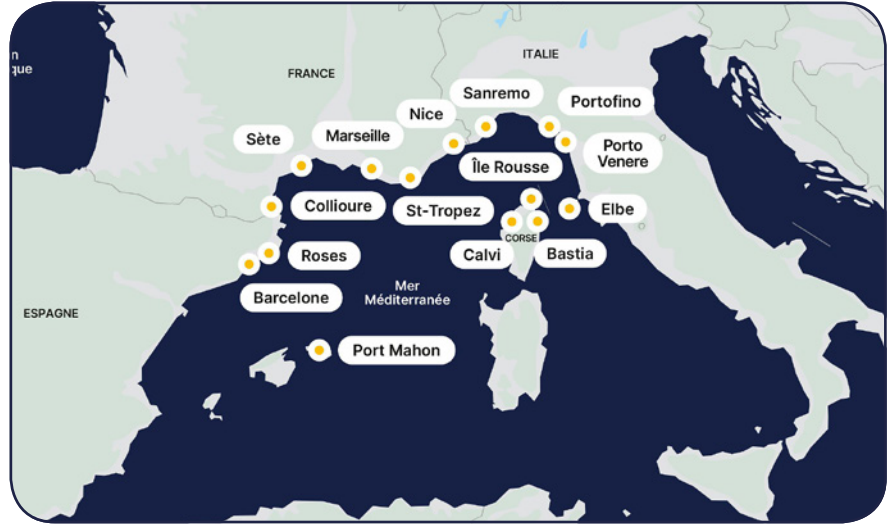 n
que
ITALIE
FRANCE
Sanremo
Portofino
Nice
Marseille
Sète
Porto
Venere
Île Rousse
Collioure
St-Tropez
Elbe
CORSE
Calvi
Bastia
Roses
Mer
Méditerranée
Barcelone
ESPAGNE
Port Mahon